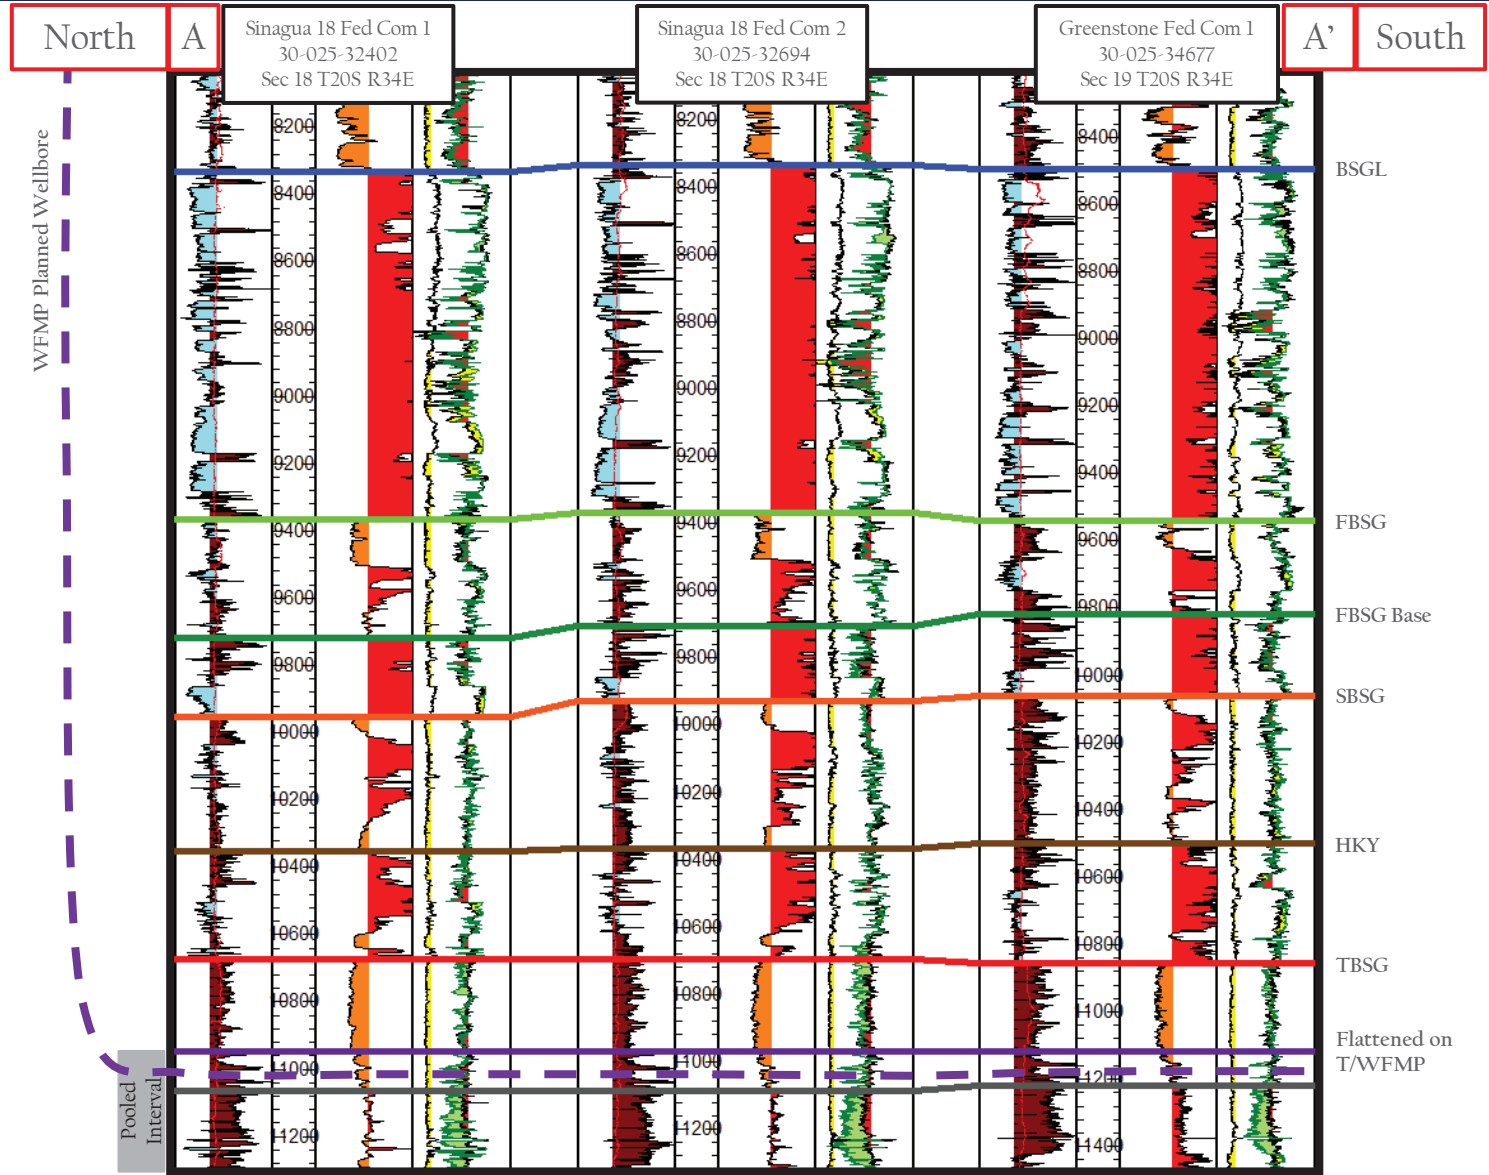 North
A
Sinagua 18 Fed Com 1
30-025-32402
Sec 18 T20S R34E
Sinagua 18 Fed Com 2
30-025-32694
Sec 18 T20S R34E
Greenstone Fed Com 1
30-025-34677
Sec 19 T20S R34E
A'
South
WFMP Planned Wellbore
8200
8400
8600
8800
9000
9200
9400
9600
9800
10000
10200
10400
10600
10800
11000
11200
8200
8400
8600
8800
9000
9200
9400
9600
9800
10000
10200
10400
10600
10800
11000
11200
8400
8600
8800
9000
9200
9400
9600
9800
10000
10200
10400
10600
10800
11000
11200
11400
BSGL
FBSG
FBSG Base
SBSG
HKY
TBSG
Flattened on
T/WFMP
Pooled
Interval